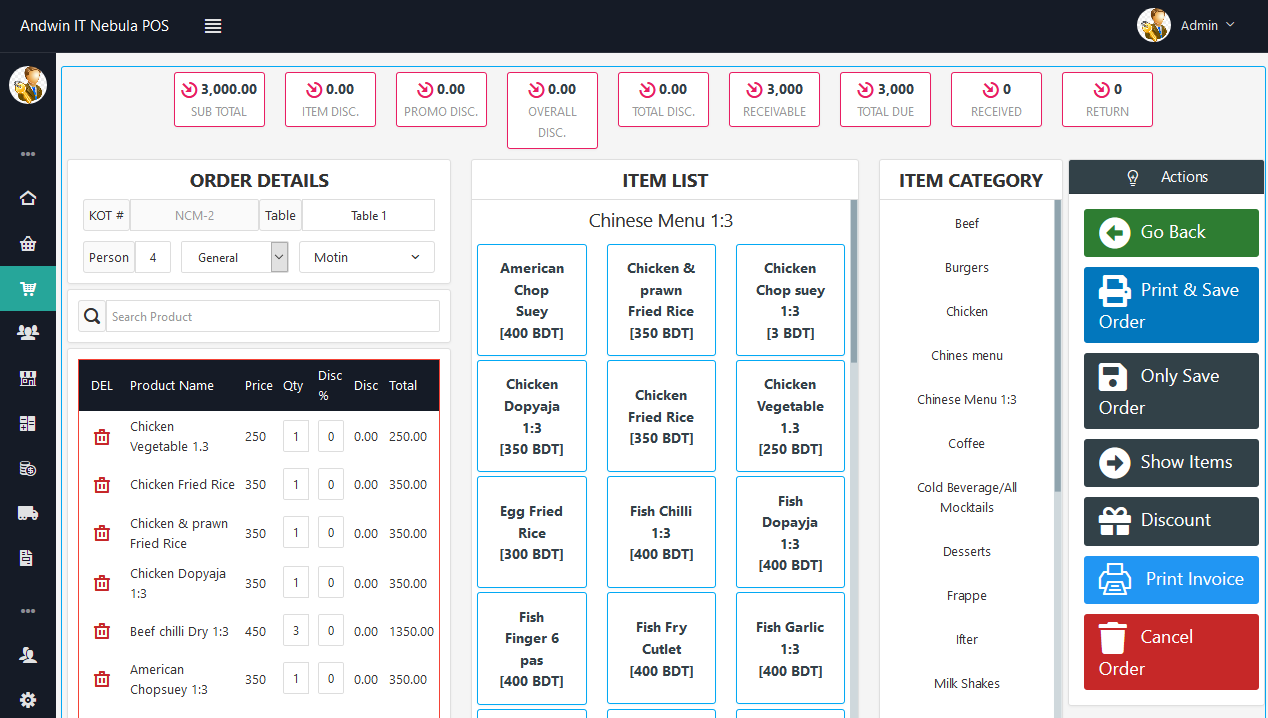 Andwin IT Nebula POS
Admin
3,000.00
SUB TOTAL
0.00
ITEM DISC.
0.00
PROMO DISC.
0.00
OVERALL
DISC.
0.00
TOTAL DISC.
3,000
RECEIVABLE
3,000
TOTAL DUE
0
RECEIVED
0
RETURN
ORDER DETAILS
KOT # NCM-2 Table Table 1
Person 4 General Motin
Search Product
DEL Product Name Price Qty Disc % Disc Total
Chicken
Vegetable 1.3 250 1 0 0.00 250.00
Chicken Fried Rice 350 1 0 0.00 350.00
Chicken & prawn
Fried Rice 350 1 0 0.00 350.00
Chicken Dopyaja
1:3 350 1 0 0.00 350.00
Beef chilli Dry 1:3 450 3 0 0.00 1350.00
American
Chopsuey 1:3 350 1 0 0.00 350.00
ITEM LIST
Chinese Menu 1:3
American
Chop
Suey
[400 BDT]
Chicken &
prawn
Fried Rice
[350 BDT]
Chicken
Chop suey
1:3
[3 BDT]
Chicken
Dopyaja
1:3
[350 BDT]
Chicken
Fried Rice
[350 BDT]
Chicken
Vegetable
1.3
[250 BDT]
Egg Fried
Rice
[300 BDT]
Fish Chilli
1:3
[400 BDT]
Fish
Dopayja
1:3
[400 BDT]
Fish
Finger 6
pas
[400 BDT]
Fish Fry
Cutlet
[400 BDT]
Fish Garlic
1:3
[400 BDT]
ITEM CATEGORY
Beef
Burgers
Chicken
Chines menu
Chinese Menu 1:3
Coffee
Cold Beverage/All
Mocktails
Desserts
Frappe
Ifter
Milk Shakes
Actions
Go Back
Print & Save
Order
Only Save
Order
Show Items
Discount
Print Invoice
Cancel
Order